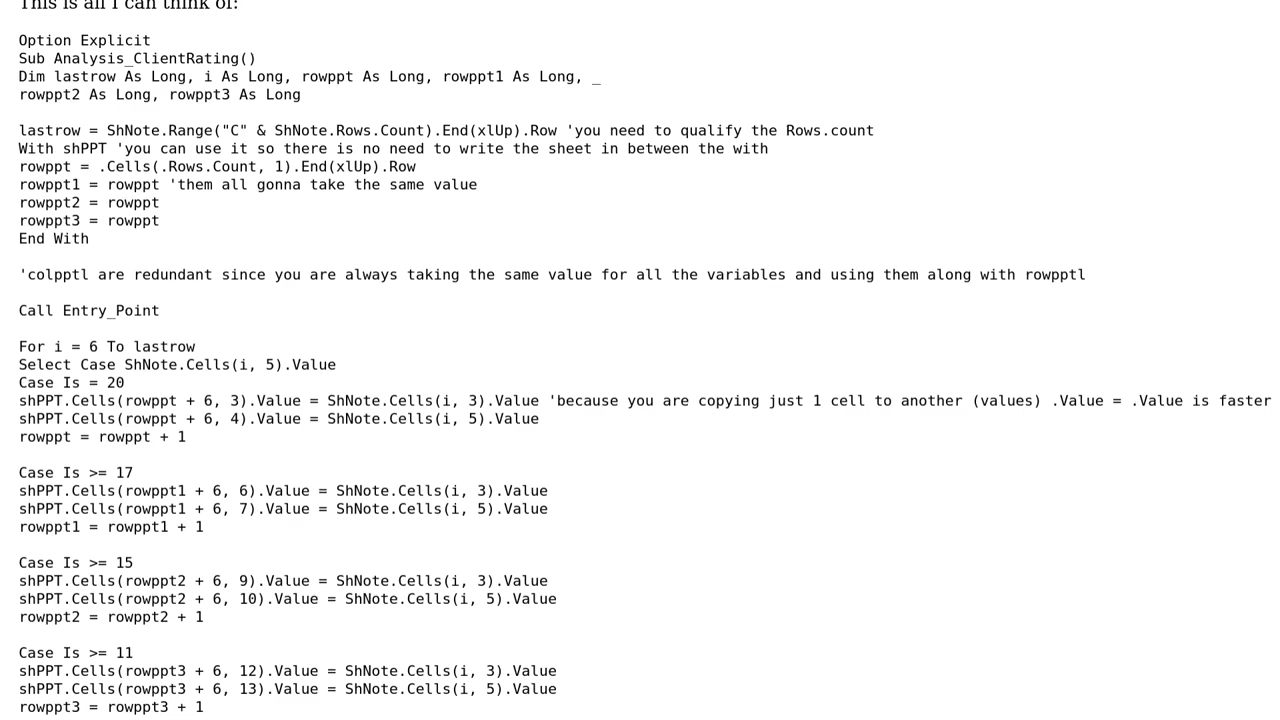 This is all I can think of:
Option Explicit
Sub Analysis_ClientRating()
Dim lastrow As Long, i As Long, rowppt As Long, rowppt1 As Long, _
rowppt2 As Long, rowppt3 As Long
lastrow = ShNote.Range("C" & ShNote.Rows.Count).End(xlUp).Row 'you need to qualify the Rows.count
With shPPT 'you can use it so there is no need to write the sheet in between the with
rowppt = .Cells(.Rows.Count, 1).End(xlUp).Row
rowppt1 = rowppt 'them all gonna take the same value
rowppt2 = rowppt
rowppt3 = rowppt
End With
'colpptl are redundant since you are always taking the same value for all the variables and using them along with rowpptl
Call Entry_Point
For i = 6 To lastrow
Select Case ShNote.Cells(i, 5).Value
Case Is = 20
shPPT.Cells(rowppt + 6, 3).Value = ShNote.Cells(i, 3).Value 'because you are copying just 1 cell to another (values) .Value = .Value is faster
shPPT.Cells(rowppt + 6, 4).Value = ShNote.Cells(i, 5).Value
rowppt = rowppt + 1
Case Is >= 17
shPPT.Cells(rowppt1 + 6, 6).Value = ShNote.Cells(i, 3).Value
shPPT.Cells(rowppt1 + 6, 7).Value = ShNote.Cells(i, 5).Value
rowppt1 = rowppt1 + 1
Case Is >= 15
shPPT.Cells(rowppt2 + 6, 9).Value = ShNote.Cells(i, 3).Value
shPPT.Cells(rowppt2 + 6, 10).Value = ShNote.Cells(i, 5).Value
rowppt2 = rowppt2 + 1
Case Is >= 11
shPPT.Cells(rowppt3 + 6, 12).Value = ShNote.Cells(i, 3).Value
shPPT.Cells(rowppt3 + 6, 13).Value = ShNote.Cells(i, 5).Value
rowppt3 = rowppt3 + 1